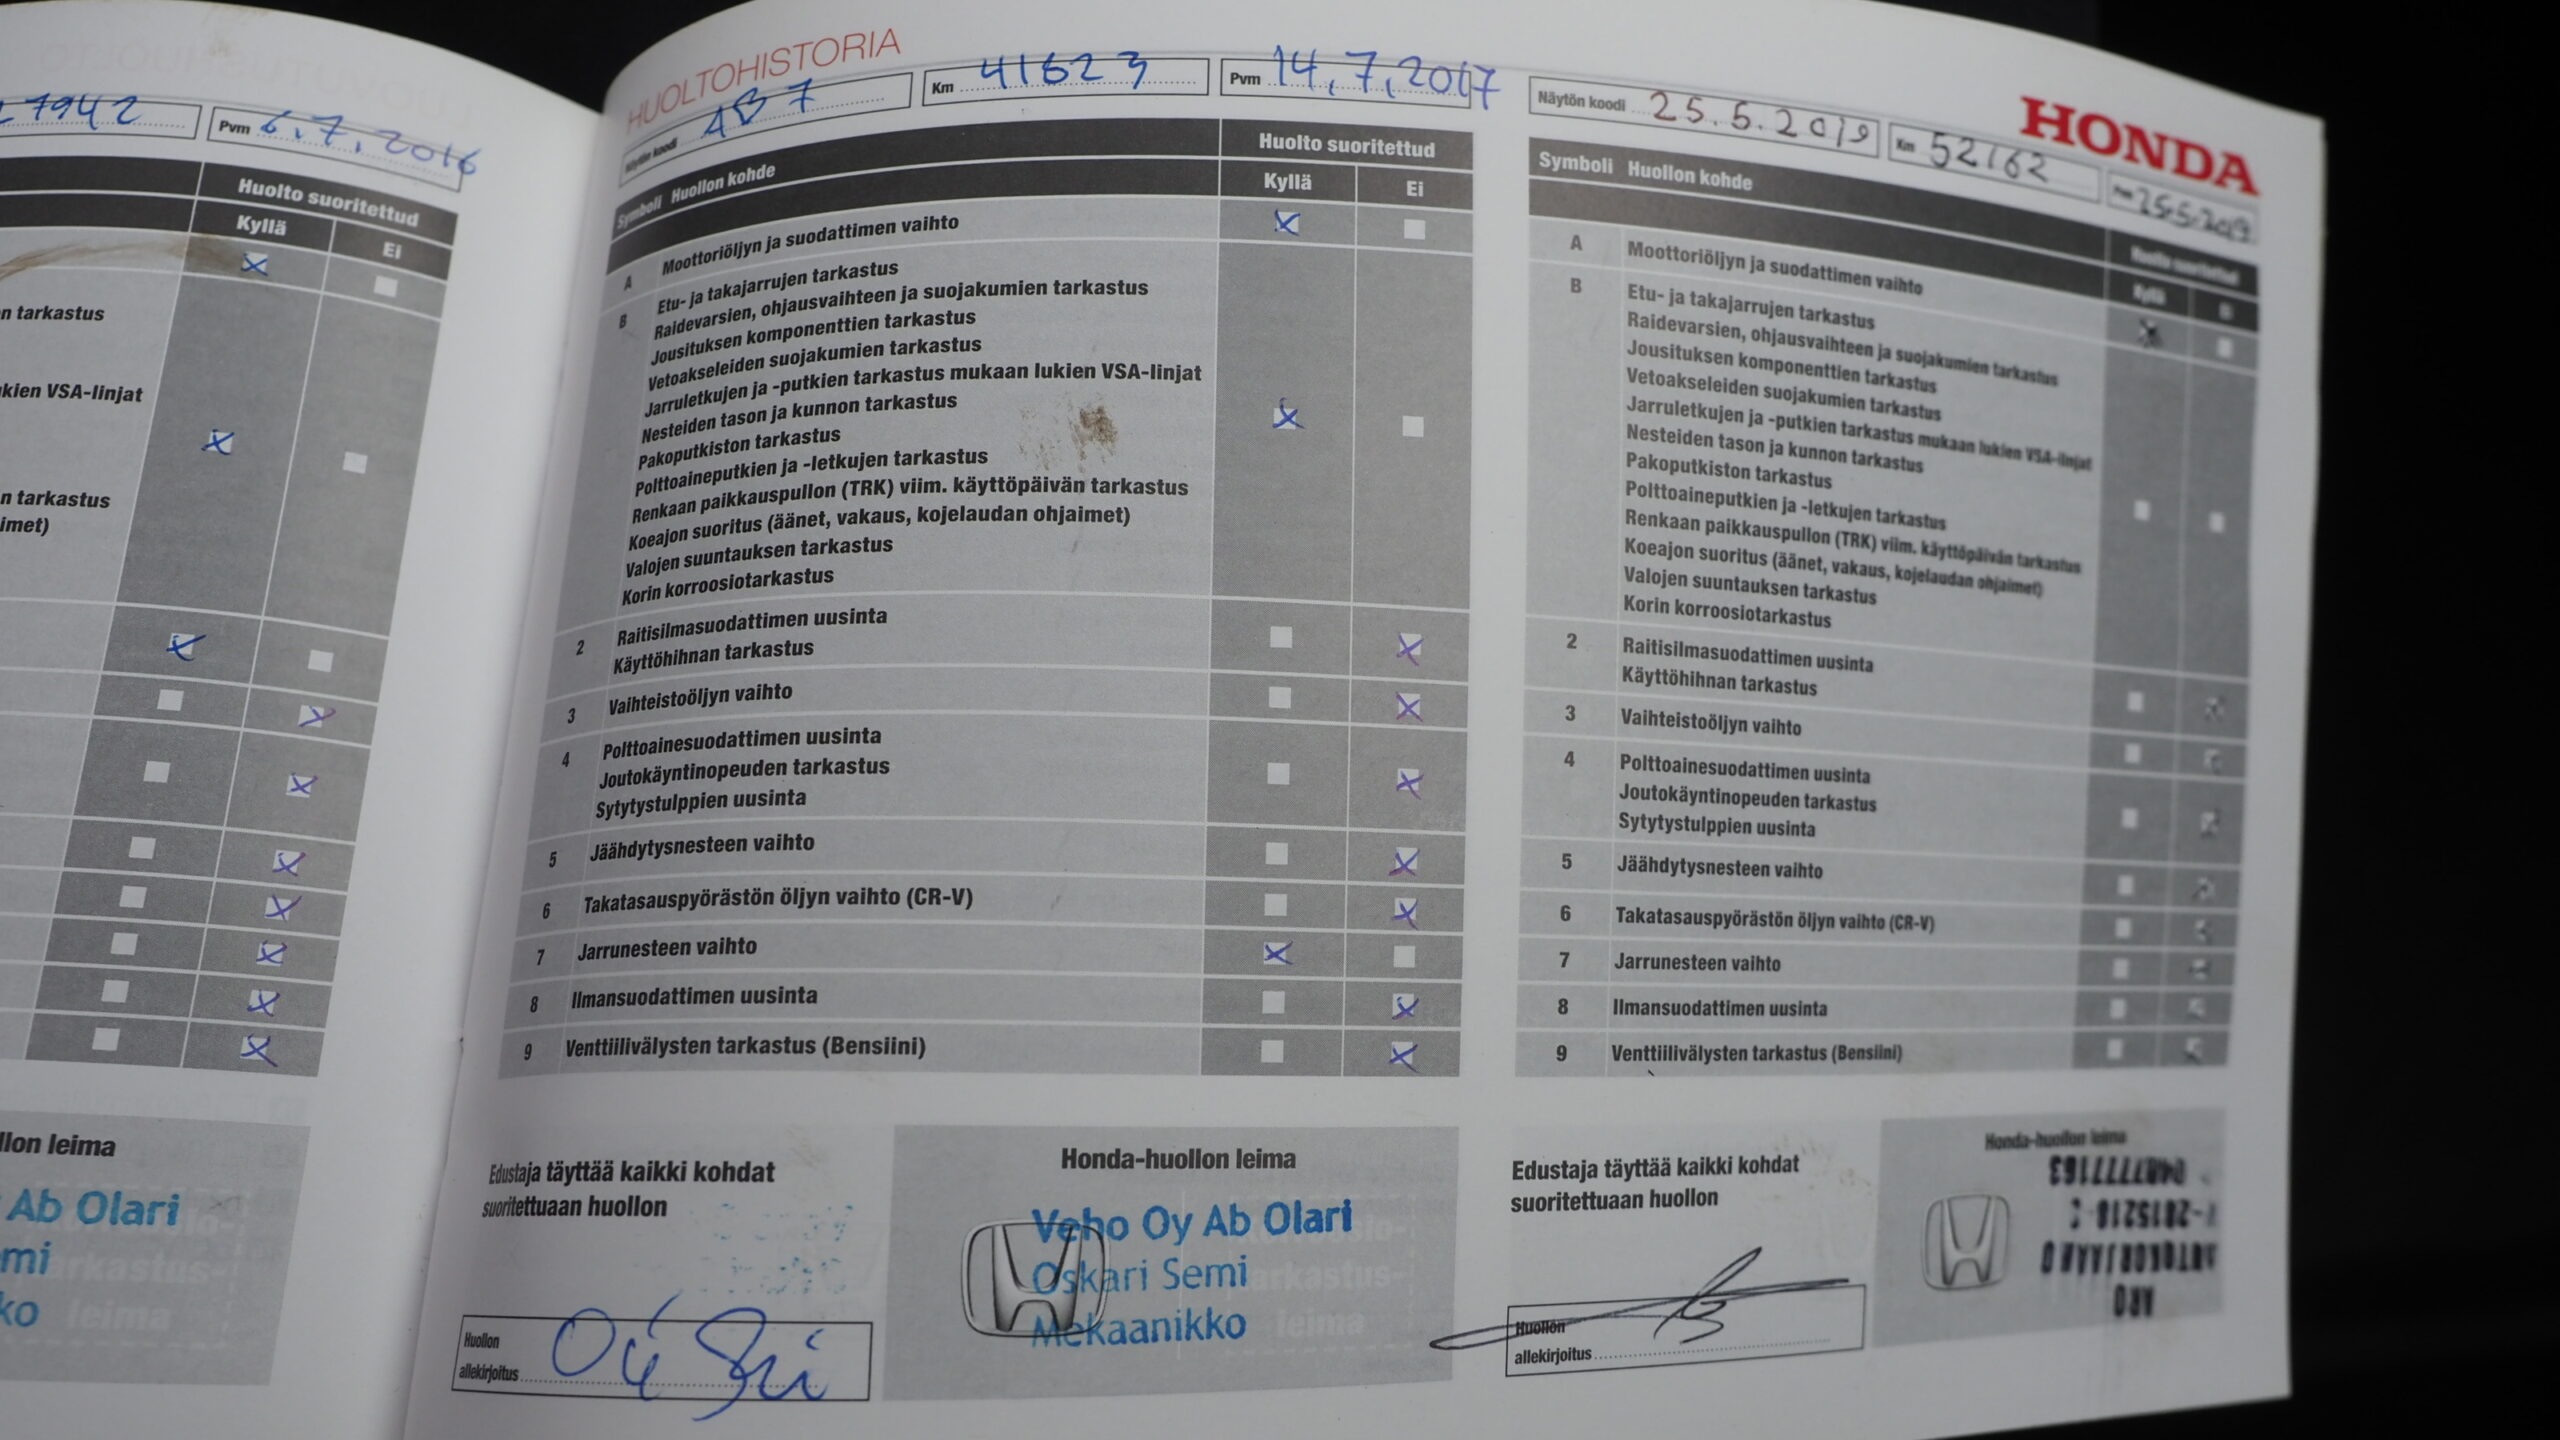 27942
Pvm 6.7.2016
Huolto suoritettud
Kyllä Ei
n tarkastus
kien VSA-linjat
n tarkastus
imet)
llon leima
Ab Olari
mi
ko
HUOLTOHISTORIA
Näytön koodi AB7 Km 41623 Pvm 14.7.2017
Symboli Huollon kohde Huolto suoritettud
Kyllä Ei
A Moottoriöljyn ja suodattimen vaihto
B Etu- ja takajarrujen tarkastus
Raidevarsien, ohjausvaihteen ja suojakumien tarkastus
Jousituksen komponenttien tarkastus
Vetoakseleiden suojakumien tarkastus
Jarruletkujen ja -putkien tarkastus mukaan lukien VSA-linjat
Nesteiden tason ja kunnon tarkastus
Pakoputkiston tarkastus
Polttoaineputkien ja -letkujen tarkastus
Renkaan paikkauspullon (TRK) viim. käyttöpäivän tarkastus
Koeajon suoritus (äänet, vakaus, kojelaudan ohjaimet)
Valojen suuntauksen tarkastus
Korin korroosiotarkastus
2 Raitisilmasuodattimen uusinta
Käyttöhihnan tarkastus
3 Vaihteistoöljyn vaihto
4 Polttoainesuodattimen uusinta
Joutokäyntinopeuden tarkastus
Sytytystulppien uusinta
5 Jäähdytysnesteen vaihto
6 Takatasauspyörästön öljyn vaihto (CR-V)
7 Jarrunesteen vaihto
8 Ilmansuodattimen uusinta
9 Venttiilivälysten tarkastus (Bensiini)
Edustaja täyttää kaikki kohdat
suoritettuaan huollon
Huollon
allekirjoitus
Honda-huollon leima
Veho Oy Ab Olari
Oskari Semi
Mekaanikko
HONDA
Näytön koodi 25.5.2019 Km 52162 Pvm 25.5.2019
Symboli Huollon kohde Huolto suoritettud
Kyllä Ei
A Moottoriöljyn ja suodattimen vaihto
B Etu- ja takajarrujen tarkastus
Raidevarsien, ohjausvaihteen ja suojakumien tarkastus
Jousituksen komponenttien tarkastus
Vetoakseleiden suojakumien tarkastus
Jarruletkujen ja -putkien tarkastus mukaan lukien VSA-linjat
Nesteiden tason ja kunnon tarkastus
Pakoputkiston tarkastus
Polttoaineputkien ja -letkujen tarkastus
Renkaan paikkauspullon (TRK) viim. käyttöpäivän tarkastus
Koeajon suoritus (äänet, vakaus, kojelaudan ohjaimet)
Valojen suuntauksen tarkastus
Korin korroosiotarkastus
2 Raitisilmasuodattimen uusinta
Käyttöhihnan tarkastus
3 Vaihteistoöljyn vaihto
4 Polttoainesuodattimen uusinta
Joutokäyntinopeuden tarkastus
Sytytystulppien uusinta
5 Jäähdytysnesteen vaihto
6 Takatasauspyörästön öljyn vaihto (CR-V)
7 Jarrunesteen vaihto
8 Ilmansuodattimen uusinta
9 Venttiilivälysten tarkastus (Bensiini)
Edustaja täyttää kaikki kohdat
suoritettuaan huollon
Huollon
allekirjoitus
Honda-huollon leima
ARO
AUTOKORJAAMO
048777163